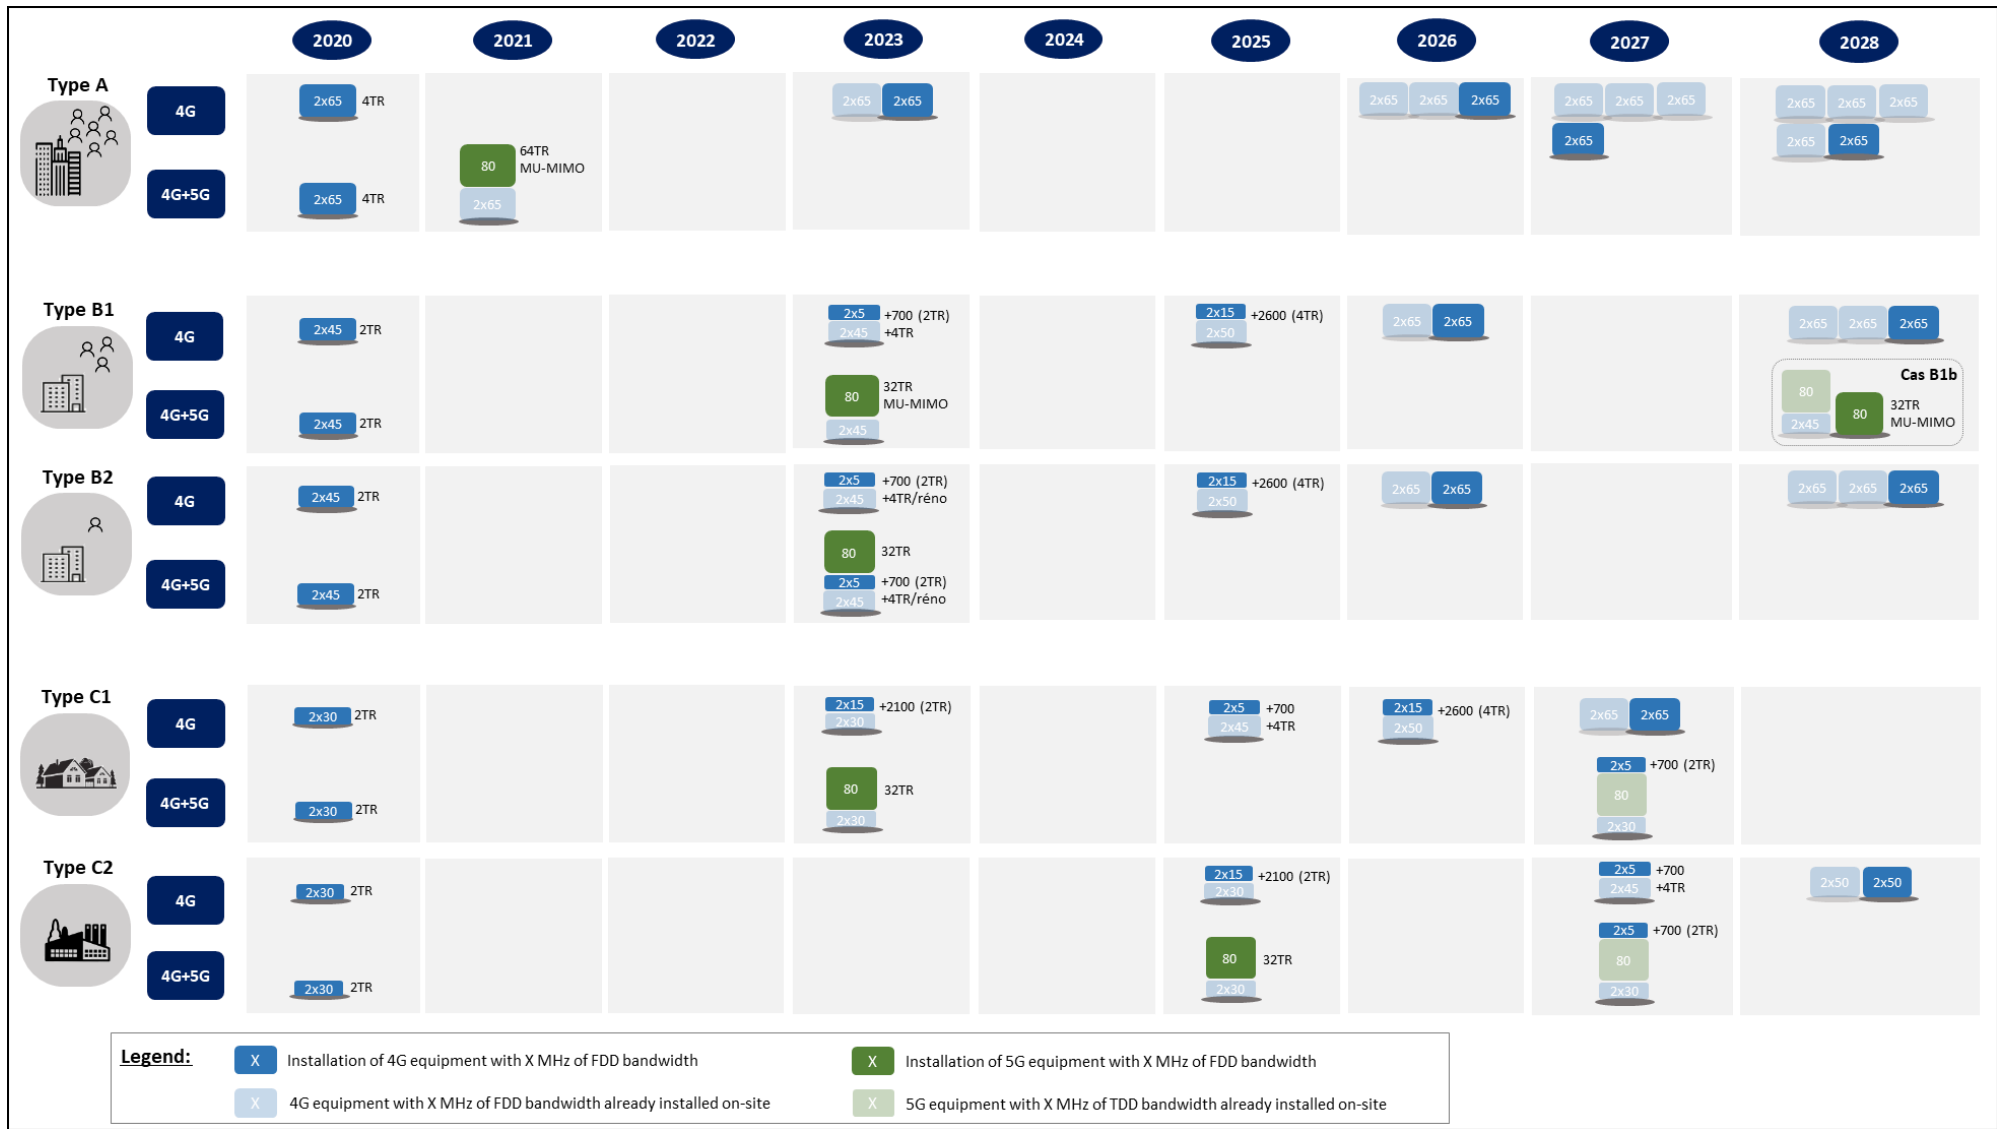 2020 2021 2022 2023 2024 2025 2026 2027 2028
Type A
4G
2x65 4TR
2x65 2x65
2x65 2x65 2x65
2x65 2x65 2x65
2x65
2x65 2x65 2x65
2x65 2x65
4G+5G
2x65 4TR
80 64TR
MU-MIMO
2x65
Type B1
4G
2x45 2TR
2x5 +700 (2TR)
2x45 +4TR
2x15 +2600 (4TR)
2x50
2x65 2x65
2x65 2x65 2x65
4G+5G
2x45 2TR
80 32TR
MU-MIMO
2x45
Cas B1b
80
2x45
80 32TR
MU-MIMO
Type B2
4G
2x45 2TR
2x5 +700 (2TR)
2x45 +4TR/réno
2x15 +2600 (4TR)
2x50
2x65 2x65
2x65 2x65 2x65
4G+5G
2x45 2TR
80 32TR
2x5 +700 (2TR)
2x45 +4TR/réno
Type C1
4G
2x30 2TR
2x15 +2100 (2TR)
2x30
2x5 +700
2x45 +4TR
2x15 +2600 (4TR)
2x50
2x65 2x65
4G+5G
2x30 2TR
80 32TR
2x30
2x5 +700 (2TR)
80
2x30
Type C2
4G
2x30 2TR
2x15 +2100 (2TR)
2x30
2x5 +700
2x45 +4TR
2x50 2x50
4G+5G
2x30 2TR
80 32TR
2x30
2x5 +700 (2TR)
80
2x30
Legend:
X Installation of 4G equipment with X MHz of FDD bandwidth
X Installation of 5G equipment with X MHz of FDD bandwidth
X 4G equipment with X MHz of FDD bandwidth already installed on-site
X 5G equipment with X MHz of TDD bandwidth already installed on-site